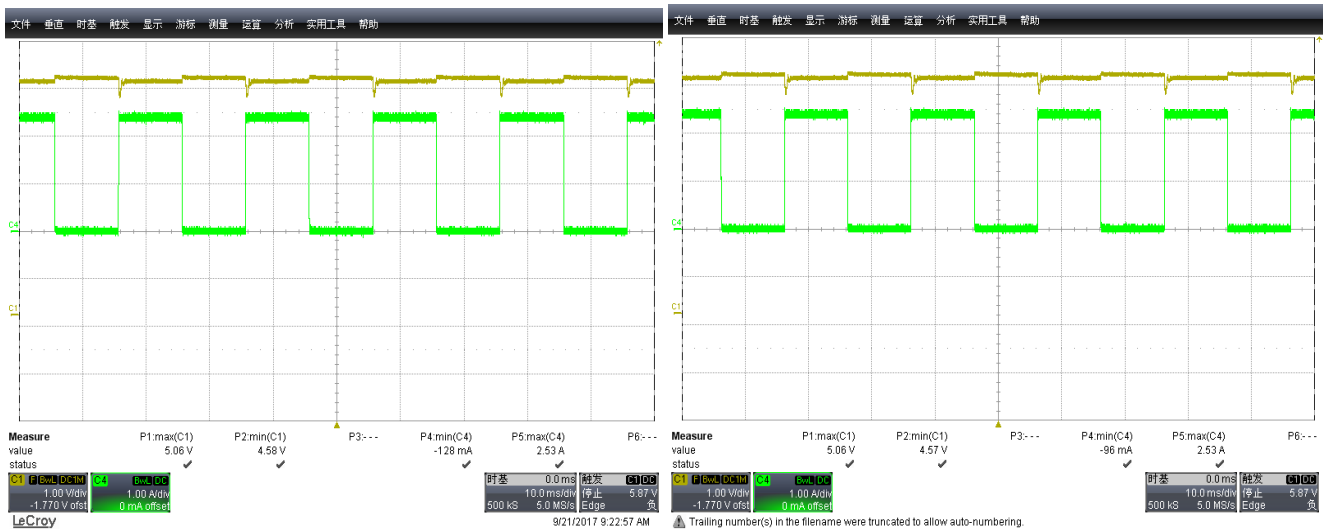 文件 垂直 时基 触发 显示 游标 测量 运算 分析 实用工具 帮助
C4
C1
Measure P1:max(C1) P2:min(C1) P3:--- P4:min(C4) P5:max(C4) P6:---
value 5.06 V 4.58 V -128 mA 2.53 A
status
C1 F BwL DC1M C4 BwL DC 时基 0.0 ms 触发 C1 DC
1.00 V/div 1.00 A/div 10.0 ms/div 停止 5.87 V
-1.770 V ofst 0 mA offset 500 kS 5.0 MS/s Edge 负
LeCroy 9/21/2017 9:22:57 AM
文件 垂直 时基 触发 显示 游标 测量 运算 分析 实用工具 帮助
C4
C1
Measure P1:max(C1) P2:min(C1) P3:--- P4:min(C4) P5:max(C4) P6:---
value 5.06 V 4.57 V -96 mA 2.53 A
status
C1 F BwL DC1M C4 BwL DC 时基 0.0 ms 触发 C1 DC
1.00 V/div 1.00 A/div 10.0 ms/div 停止 5.87 V
-1.770 V ofst 0 mA offset 500 kS 5.0 MS/s Edge 负
Trailing number(s) in the filename were truncated to allow auto-numbering.